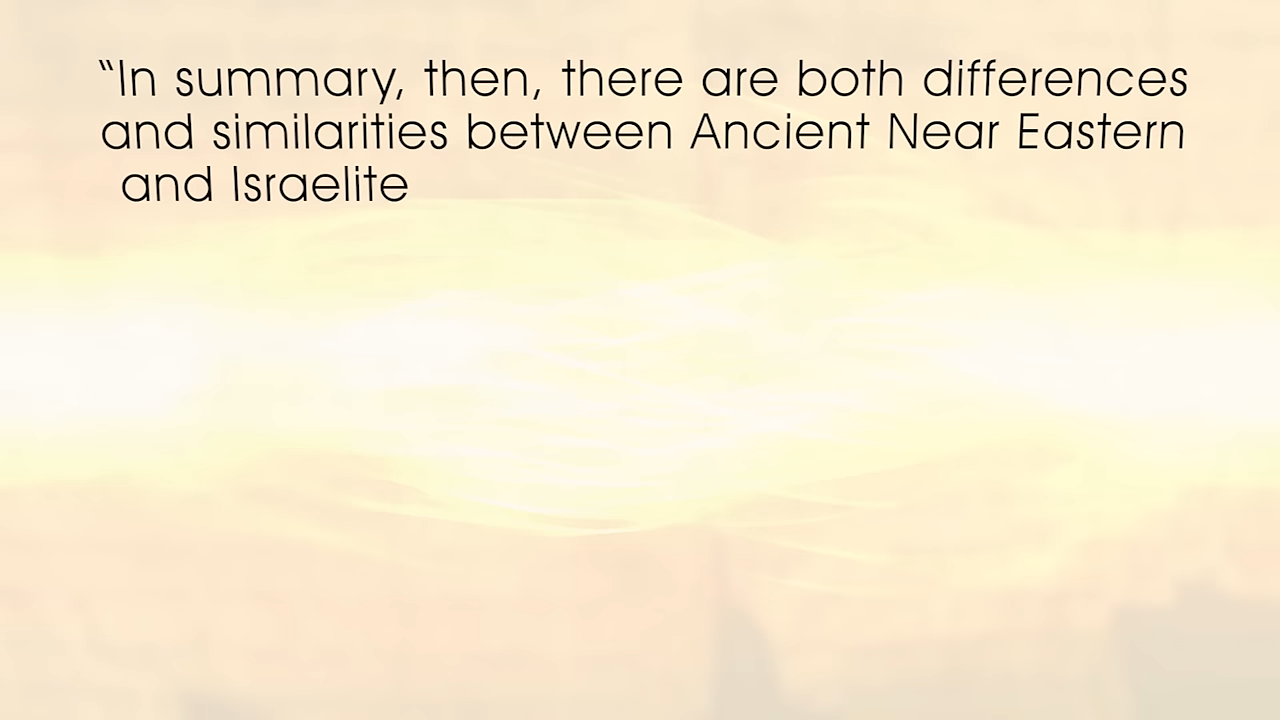 “In summary, then, there are both differences
and similarities between Ancient Near Eastern
and Israelite